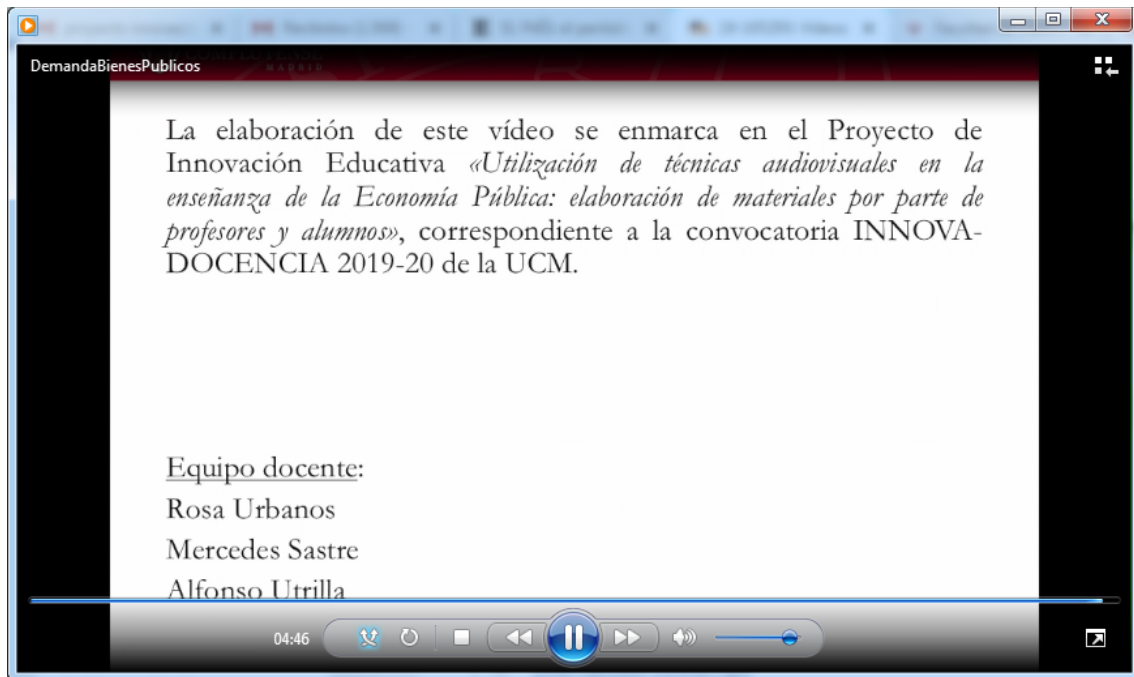 DemandaBienesPublicos
MADRID
La elaboración de este vídeo se enmarca en el Proyecto de
Innovación Educativa «Utilización de técnicas audiovisuales en la
enseñanza de la Economía Pública: elaboración de materiales por parte de
profesores y alumnos», correspondiente a la convocatoria INNOVA-
DOCENCIA 2019-20 de la UCM.
Equipo docente:
Rosa Urbanos
Mercedes Sastre
Alfonso Utrilla
04:46